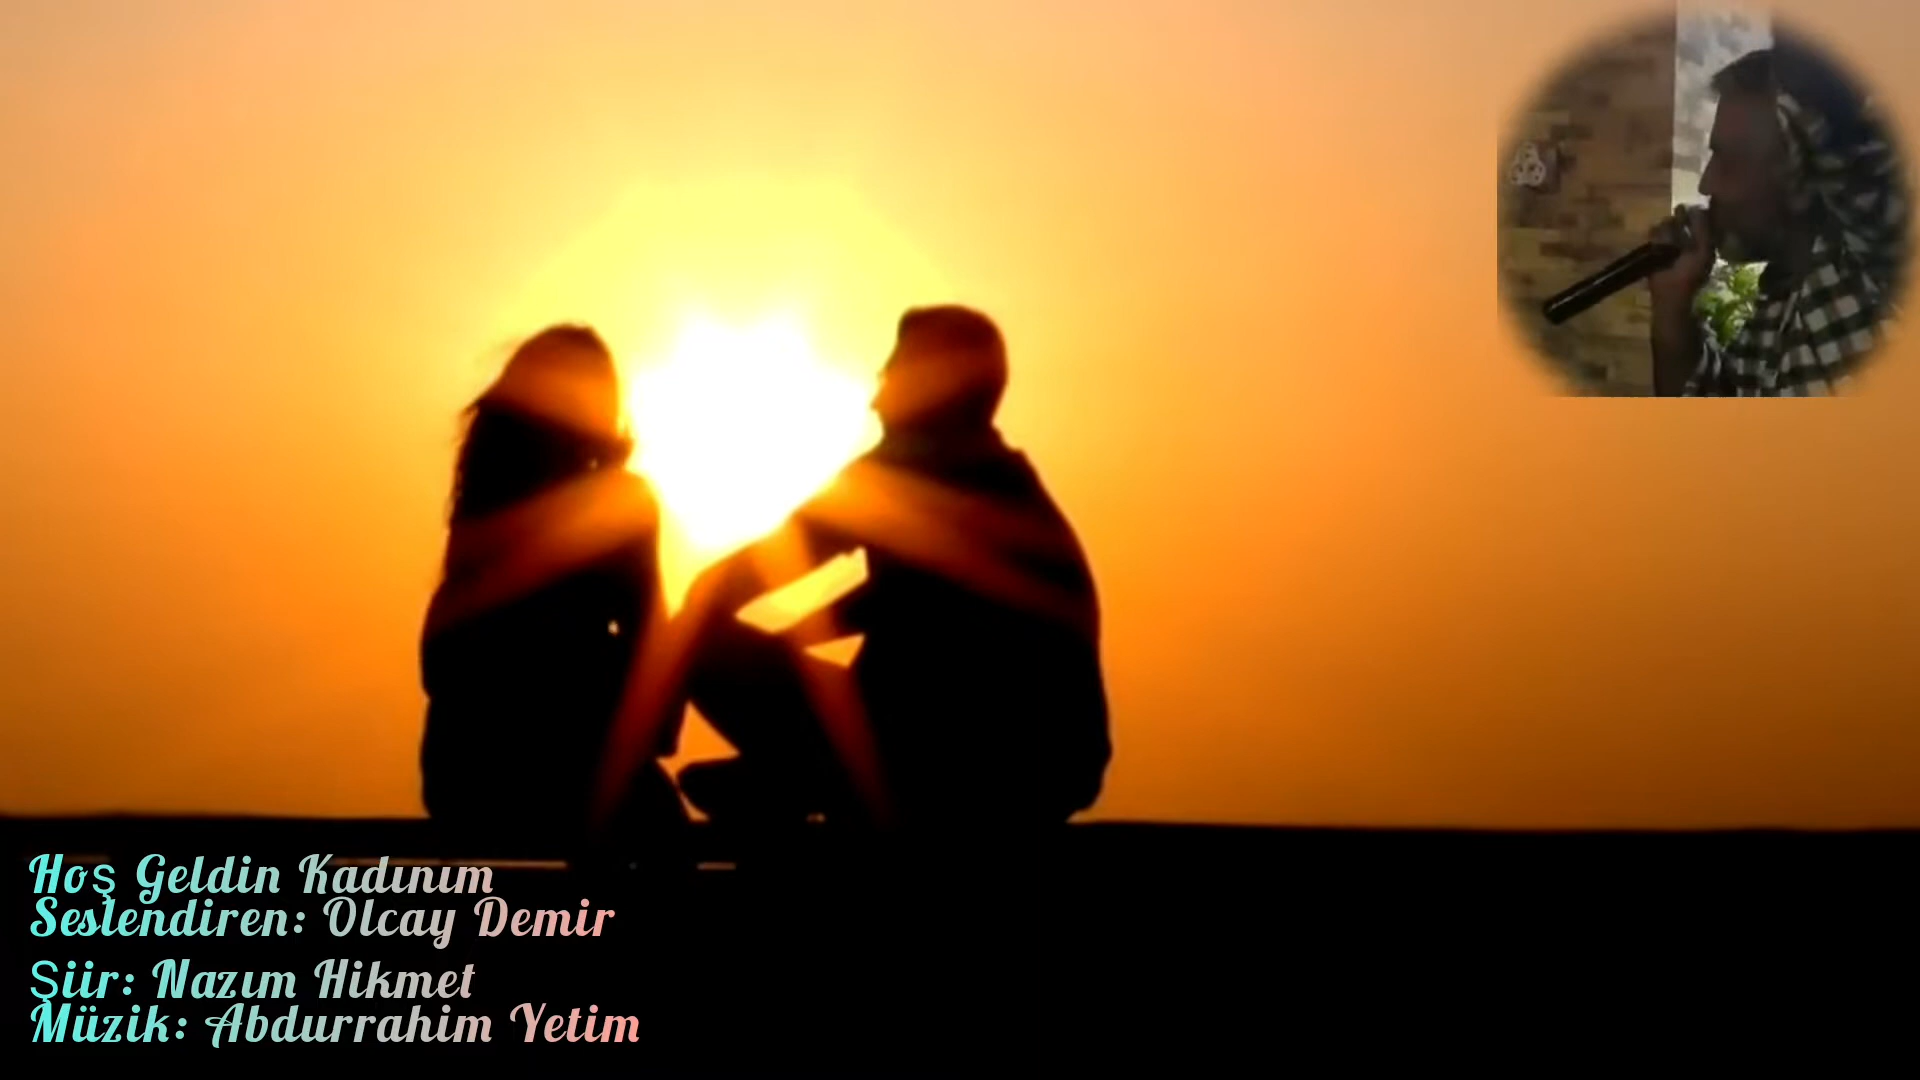 Hoş Geldin Kadınım
Seslendiren: Olcay Demir
Şiir: Nazım Hikmet
Müzik: Abdurrahim Yetim